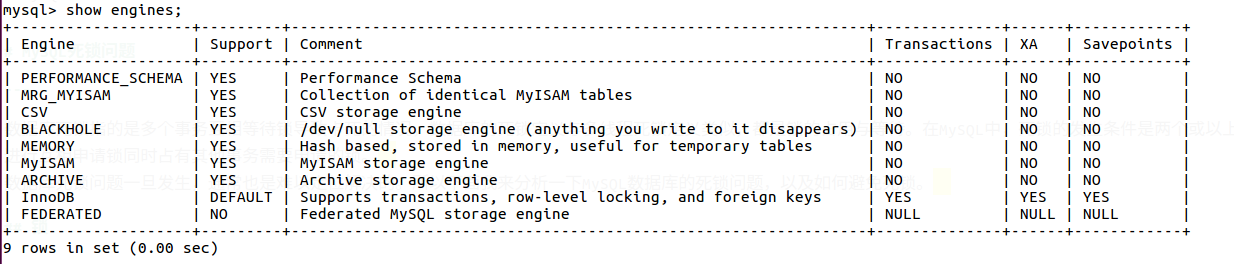 mysql> show engines;
+--------------------+---------+----------------------------------------------------------------+--------------+------+------------+
| Engine | Support | Comment | Transactions | XA | Savepoints |
+--------------------+---------+----------------------------------------------------------------+--------------+------+------------+
| PERFORMANCE_SCHEMA | YES | Performance Schema | NO | NO | NO |
| MRG_MYISAM | YES | Collection of identical MyISAM tables | NO | NO | NO |
| CSV | YES | CSV storage engine | NO | NO | NO |
| BLACKHOLE | YES | /dev/null storage engine (anything you write to it disappears) | NO | NO | NO |
| MEMORY | YES | Hash based, stored in memory, useful for temporary tables | NO | NO | NO |
| MyISAM | YES | MyISAM storage engine | NO | NO | NO |
| ARCHIVE | YES | Archive storage engine | NO | NO | NO |
| InnoDB | DEFAULT | Supports transactions, row-level locking, and foreign keys | YES | YES | YES |
| FEDERATED | NO | Federated MySQL storage engine | NULL | NULL | NULL |
+--------------------+---------+----------------------------------------------------------------+--------------+------+------------+
9 rows in set (0.00 sec)